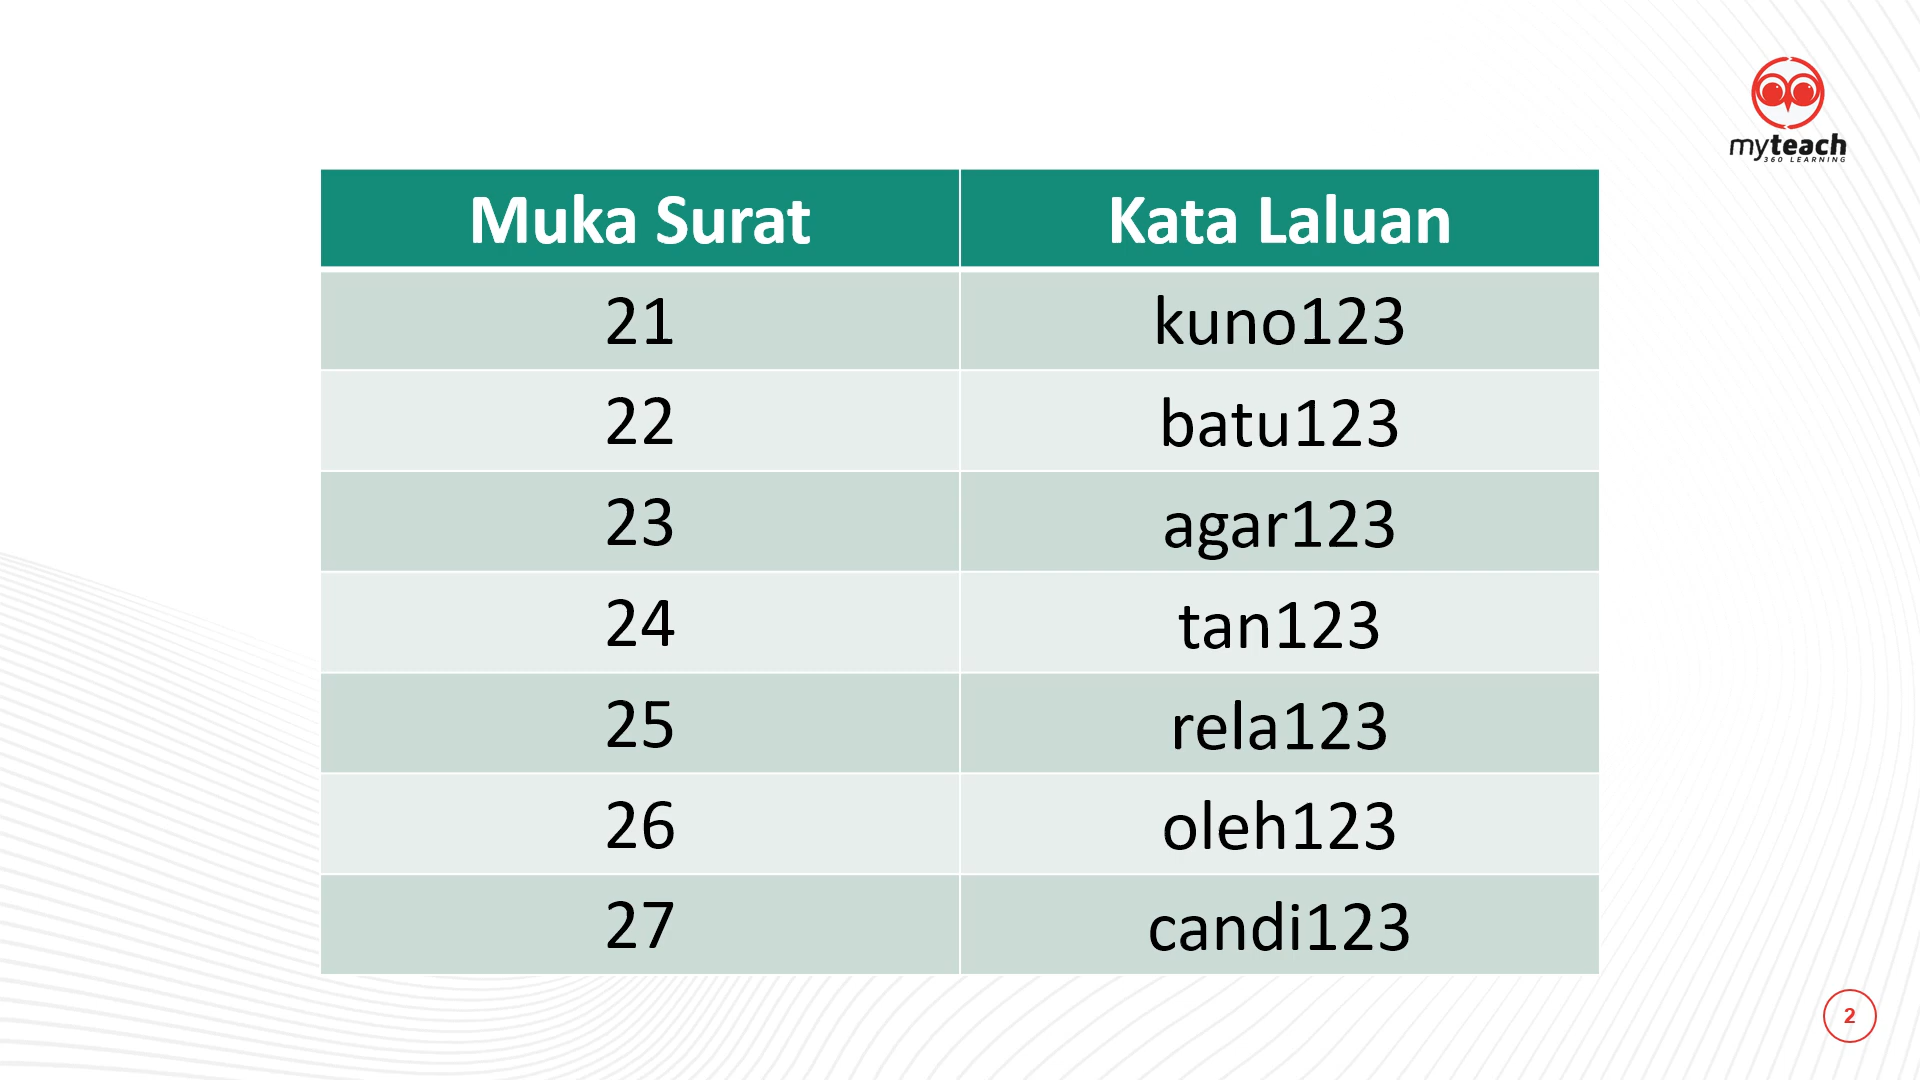 myteach
360 LEARNING
Muka Surat Kata Laluan
21 kuno123
22 batu123
23 agar123
24 tan123
25 rela123
26 oleh123
27 candi123
2